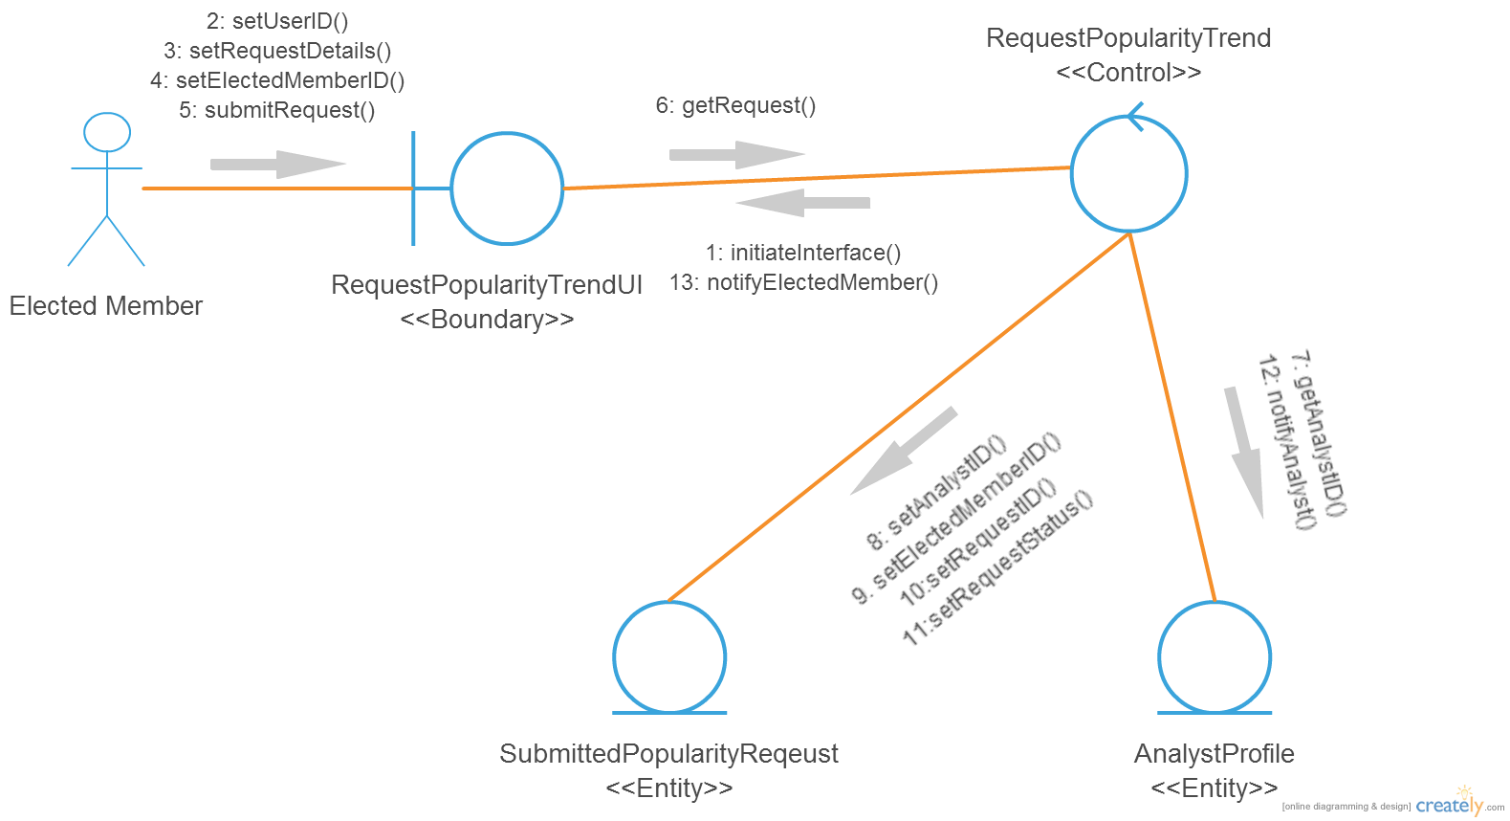 2: setUserID()
3: setRequestDetails()
4: setElectedMemberID()
5: submitRequest()
Elected Member
RequestPopularityTrendUI
<<Boundary>>
6: getRequest()
1: initiateInterface()
13: notifyElectedMember()
RequestPopularityTrend
<<Control>>
8: setAnalystID()
9. setElectedMemberID()
10:setRequestID()
11:setRequestStatus()
7: getAnalystID()
12: notifyAnalyst()
SubmittedPopularityReqeust
<<Entity>>
AnalystProfile
<<Entity>>
[online diagramming & design] creately.com